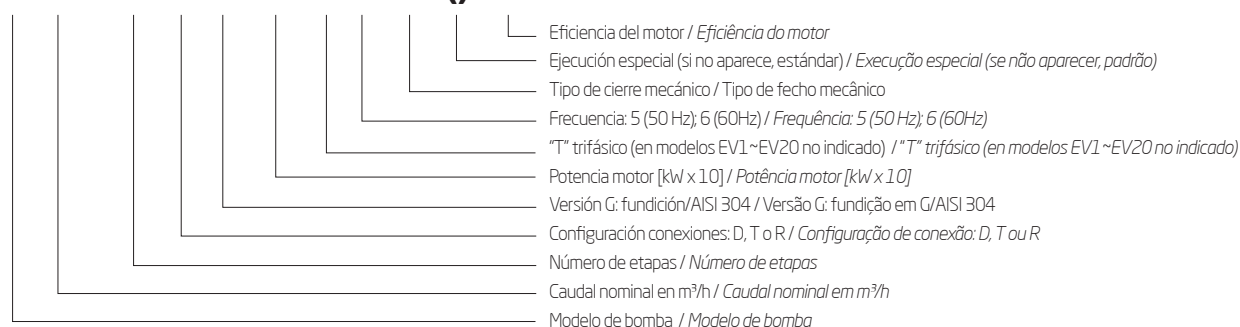 Eficiencia del motor / Eficiência do motor
Ejecución especial (si no aparece, estándar) / Execução especial (se não aparecer, padrão)
Tipo de cierre mecánico / Tipo de fecho mecânico
Frecuencia: 5 (50 Hz); 6 (60Hz) / Frequência: 5 (50 Hz); 6 (60Hz)
"T" trifásico (en modelos EV1~EV20 no indicado) / "T" trifásico (en modelos EV1~EV20 no indicado)
Potencia motor [kW x 10] / Potência motor [kW x 10]
Versión G: fundición/AISI 304 / Versão G: fundição em G/AISI 304
Configuración conexiones: D, T o R / Configuração de conexão: D, T ou R
Número de etapas / Número de etapas
Caudal nominal en m³/h / Caudal nominal em m³/h
Modelo de bomba / Modelo de bomba